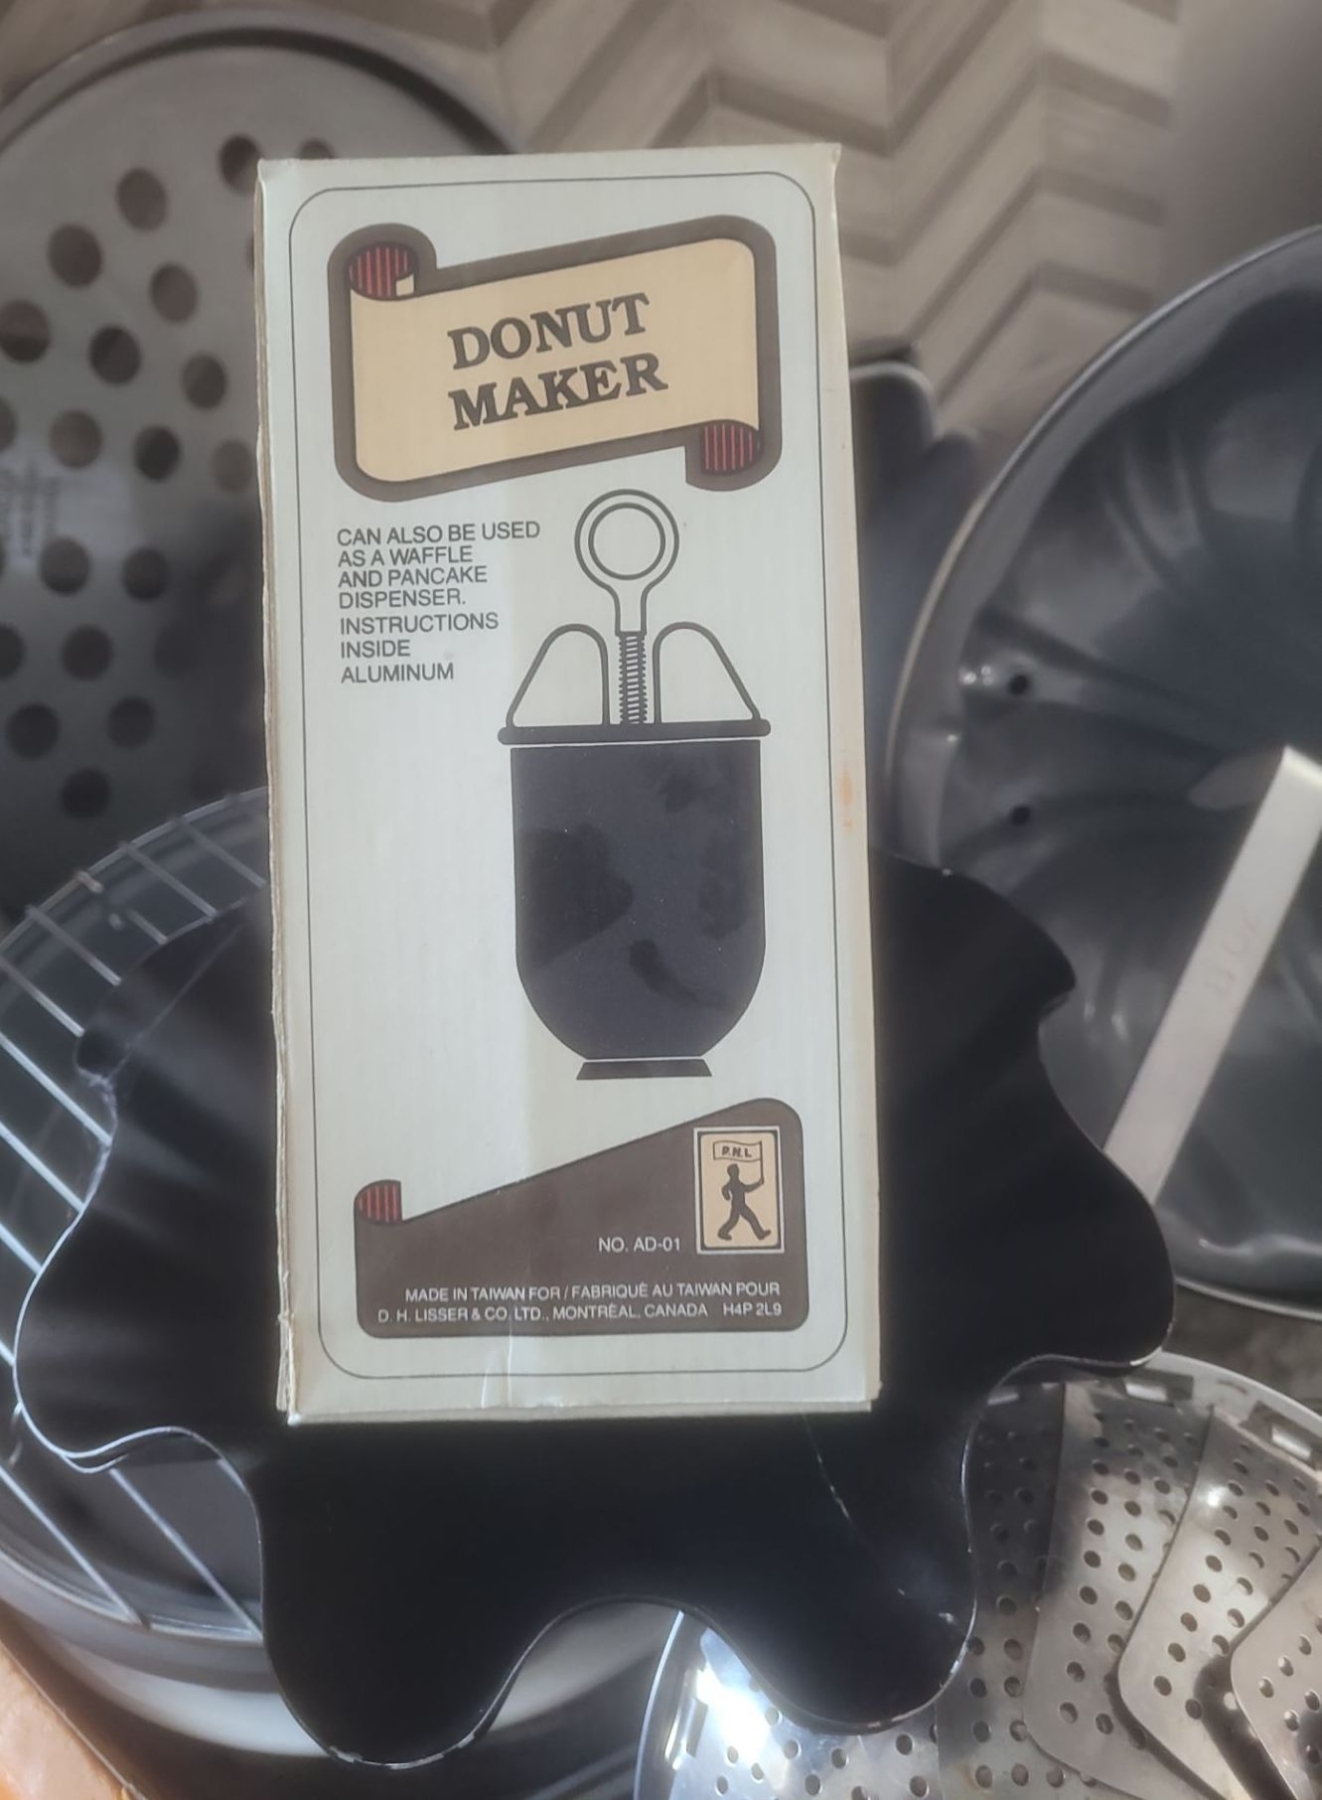 DONUT
MAKER
CAN ALSO BE USED
AS A WAFFLE
AND PANCAKE
DISPENSER.
INSTRUCTIONS
INSIDE
ALUMINUM
P.N.L
NO. AD-01
MADE IN TAIWAN FOR / FABRIQUÉ AU TAIWAN POUR
D. H. LISSER & CO. LTD., MONTRÉAL, CANADA H4P 2L9